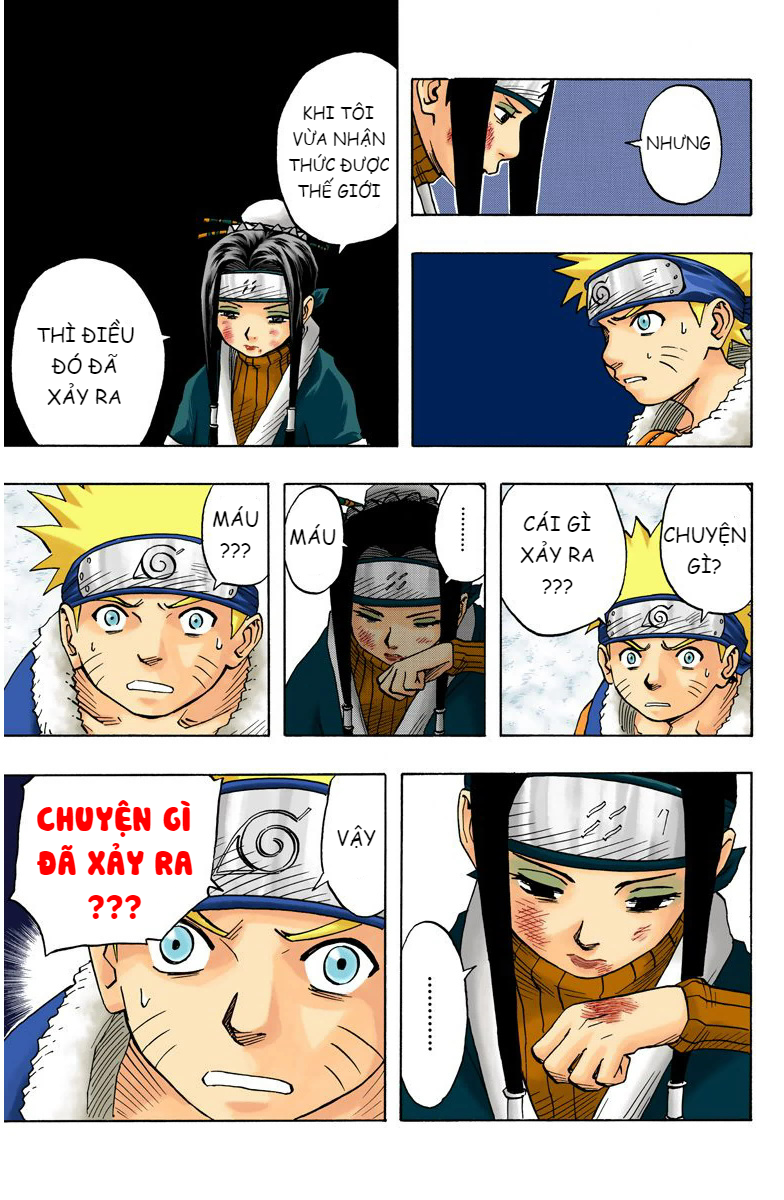 NHƯNG
KHI TÔI
VỪA NHẬN
THỨC ĐƯỢC
THẾ GIỚI
THÌ ĐIỀU
ĐÓ ĐÃ
XẢY RA
CHUYỆN
GÌ?
CÁI GÌ
XẢY RA
???
..........
MÁU
MÁU
???
..........
VẬY
CHUYỆN GÌ
ĐÃ XẢY RA
???